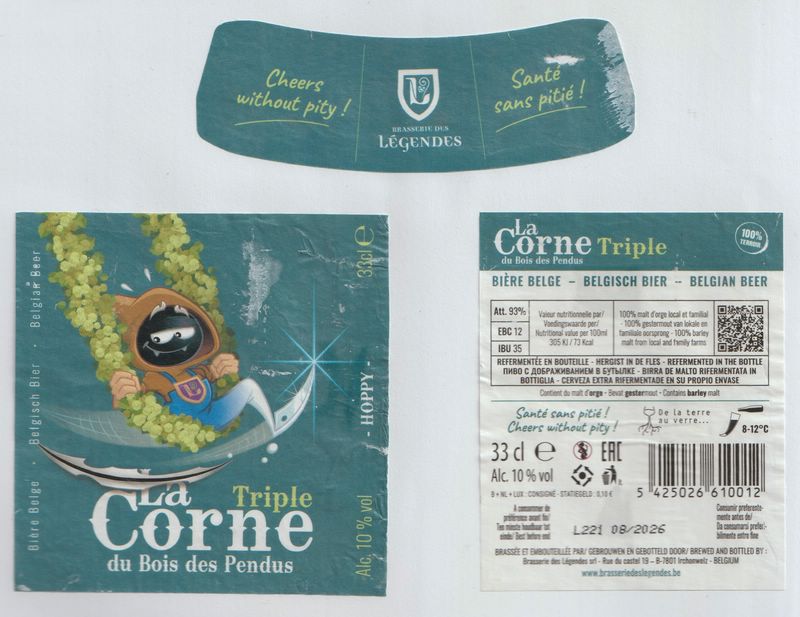 Cheers
without pity !
BRASSERIE DES
LÉGENDES
Santé
sans pitié !
Bière Belge · Belgisch Bier · Belgian Beer
33cl e
- HOPPY -
Alc. 10 % vol
La
Corne
Triple
du Bois des Pendus
La
Corne Triple
du Bois des Pendus
100%
TERROIR
BIÈRE BELGE – BELGISCH BIER – BELGIAN BEER
Att. 93%
EBC 12
IBU 35
Valeur nutritionnelle par/
Voedingswaarde per/
Nutritional value per 100ml
305 KJ / 73 Kcal
100% malt d'orge local et familial
- 100% gerstemout van lokale en
familiale oorsprong - 100% barley
malt from local and family farms
REFERMENTÉE EN BOUTEILLE - HERGIST IN DE FLES - REFERMENTED IN THE BOTTLE
ПИВО С ДОБРАЖИВАНИЕМ В БУТЫЛКЕ - BIRRA DE MALTO RIFERMENTATA IN
BOTTIGLIA - CERVEZA EXTRA RIFERMENTADE EN SU PROPIO ENVASE
Contient du malt d'orge - Bevat gerstemout - Contains barley malt
Santé sans pitié !
Cheers without pity !
De la terre
au verre...
8-12°C
33 cl e EAC
Alc. 10 % vol
B + NL + LUX : CONSIGNE - STATIEGELD : 0,10 €
5 425026 610012
A consommer de
préférence avant fin/
Ten minste houdbaar tot
einde/ Best before end
L221 08/2026
Consumir preferente-
mente antes de/
Da consumarsi preferi-
bilmente entro fine
BRASSÉE ET EMBOUTEILLÉE PAR/ GEBROUWEN EN GEBOTTELD DOOR/ BREWED AND BOTTLED BY :
Brasserie des Légendes srl - Rue du castel 19 – B-7801 Irchonwelz - BELGIUM
www.brasseriedeslegendes.be